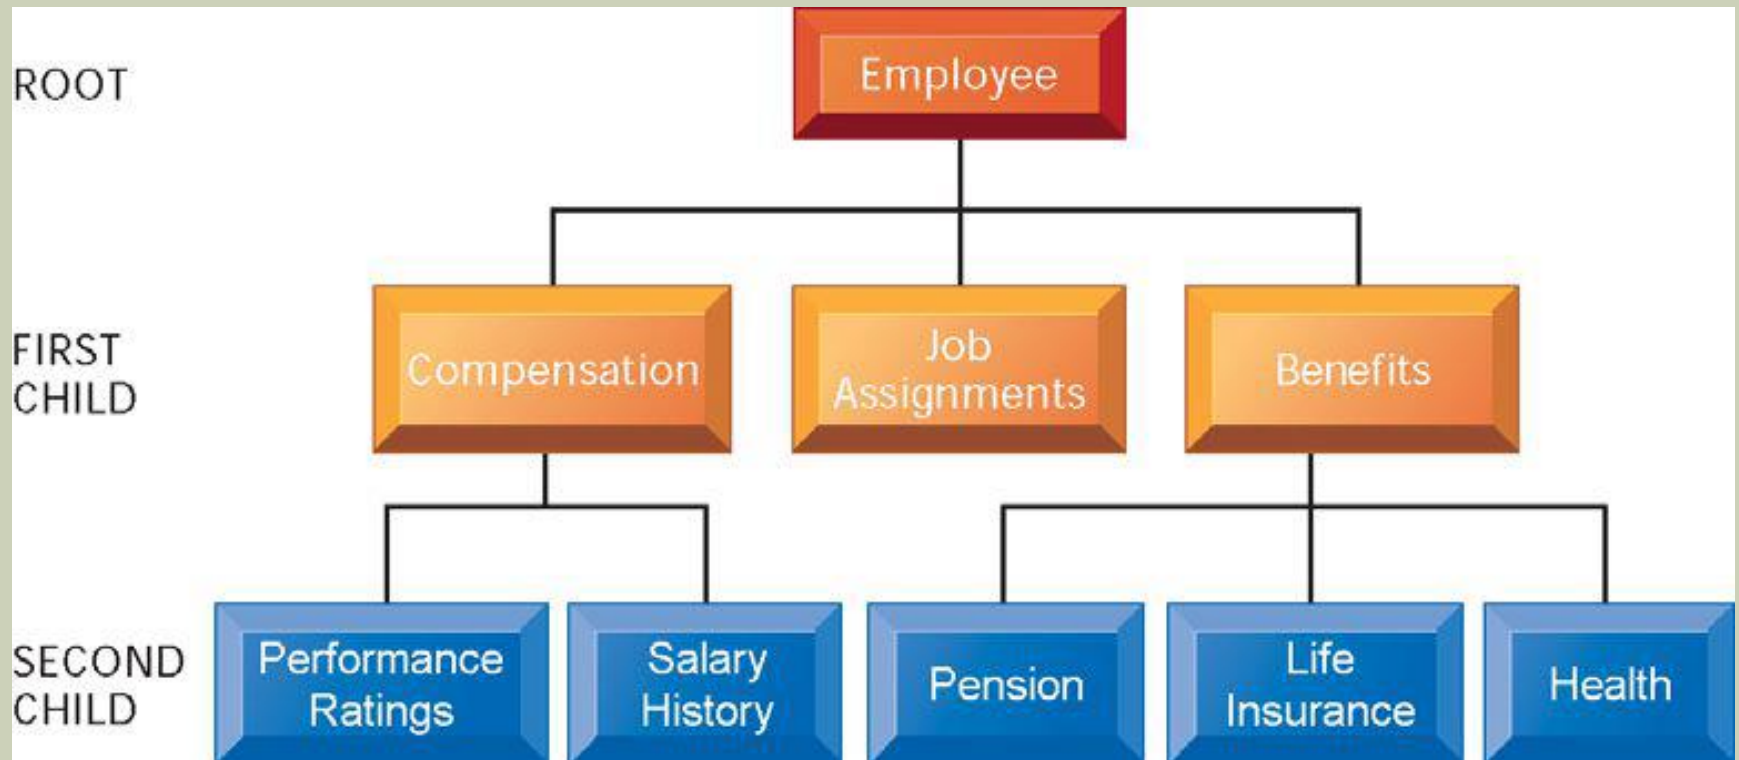 ROOT
Employee
FIRST
CHILD
Compensation
Job
Assignments
Benefits
SECOND
CHILD
Performance
Ratings
Salary
History
Pension
Life
Insurance
Health